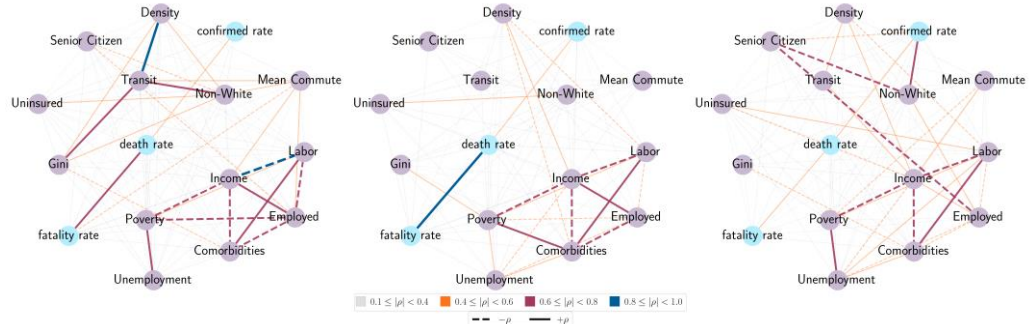 Density
confirmed rate
Senior Citizen
Transit
Mean Commute
Non-White
Uninsured
death rate
Labor
Gini
Income
Poverty
Employed
fatality rate
Comorbidities
Unemployment
Density
confirmed rate
Senior Citizen
Transit
Mean Commute
Non-White
Uninsured
death rate
Labor
Gini
Income
Poverty
Employed
fatality rate
Comorbidities
Unemployment
Density
confirmed rate
Senior Citizen
Transit
Mean Commute
Non-White
Uninsured
death rate
Labor
Gini
Income
Poverty
Employed
fatality rate
Comorbidities
Unemployment
0.1 ≤ |ρ| < 0.4 0.4 ≤ |ρ| < 0.6 0.6 ≤ |ρ| < 0.8 0.8 ≤ |ρ| < 1.0
−ρ +ρ